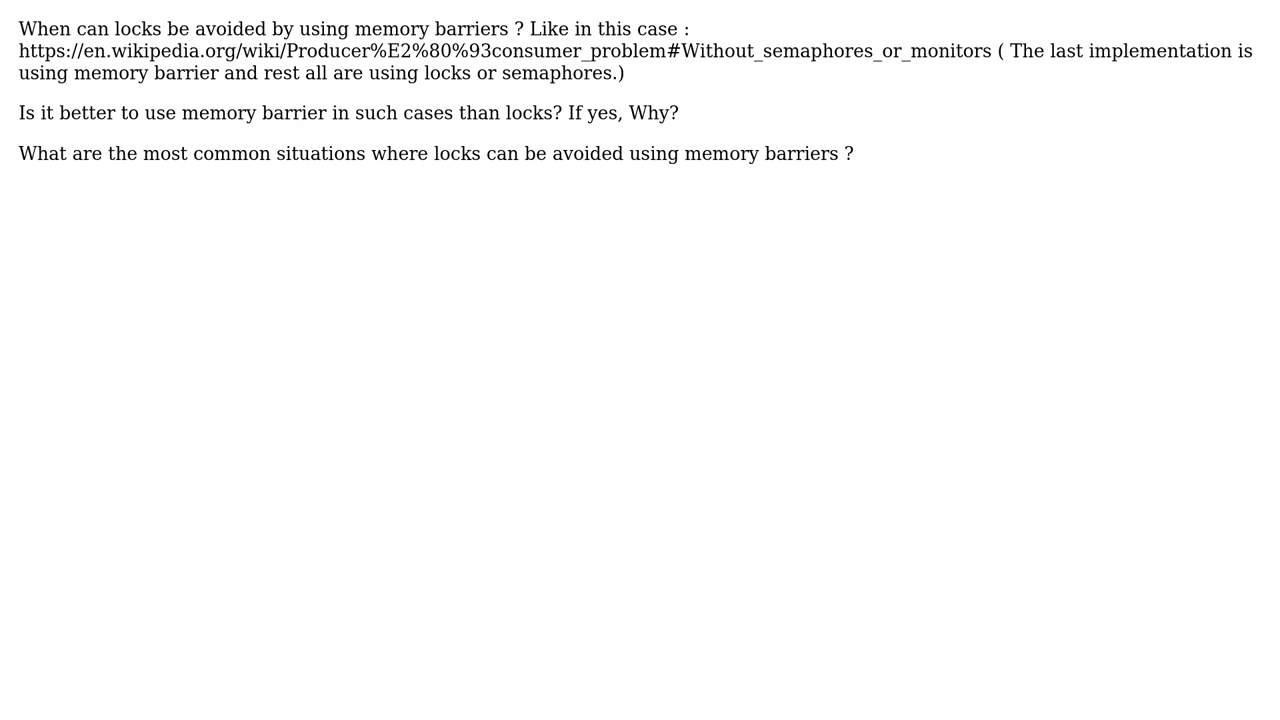 When can locks be avoided by using memory barriers ? Like in this case :
https://en.wikipedia.org/wiki/Producer%E2%80%93consumer_problem#Without_semaphores_or_monitors ( The last implementation is
using memory barrier and rest all are using locks or semaphores.)
Is it better to use memory barrier in such cases than locks? If yes, Why?
What are the most common situations where locks can be avoided using memory barriers ?